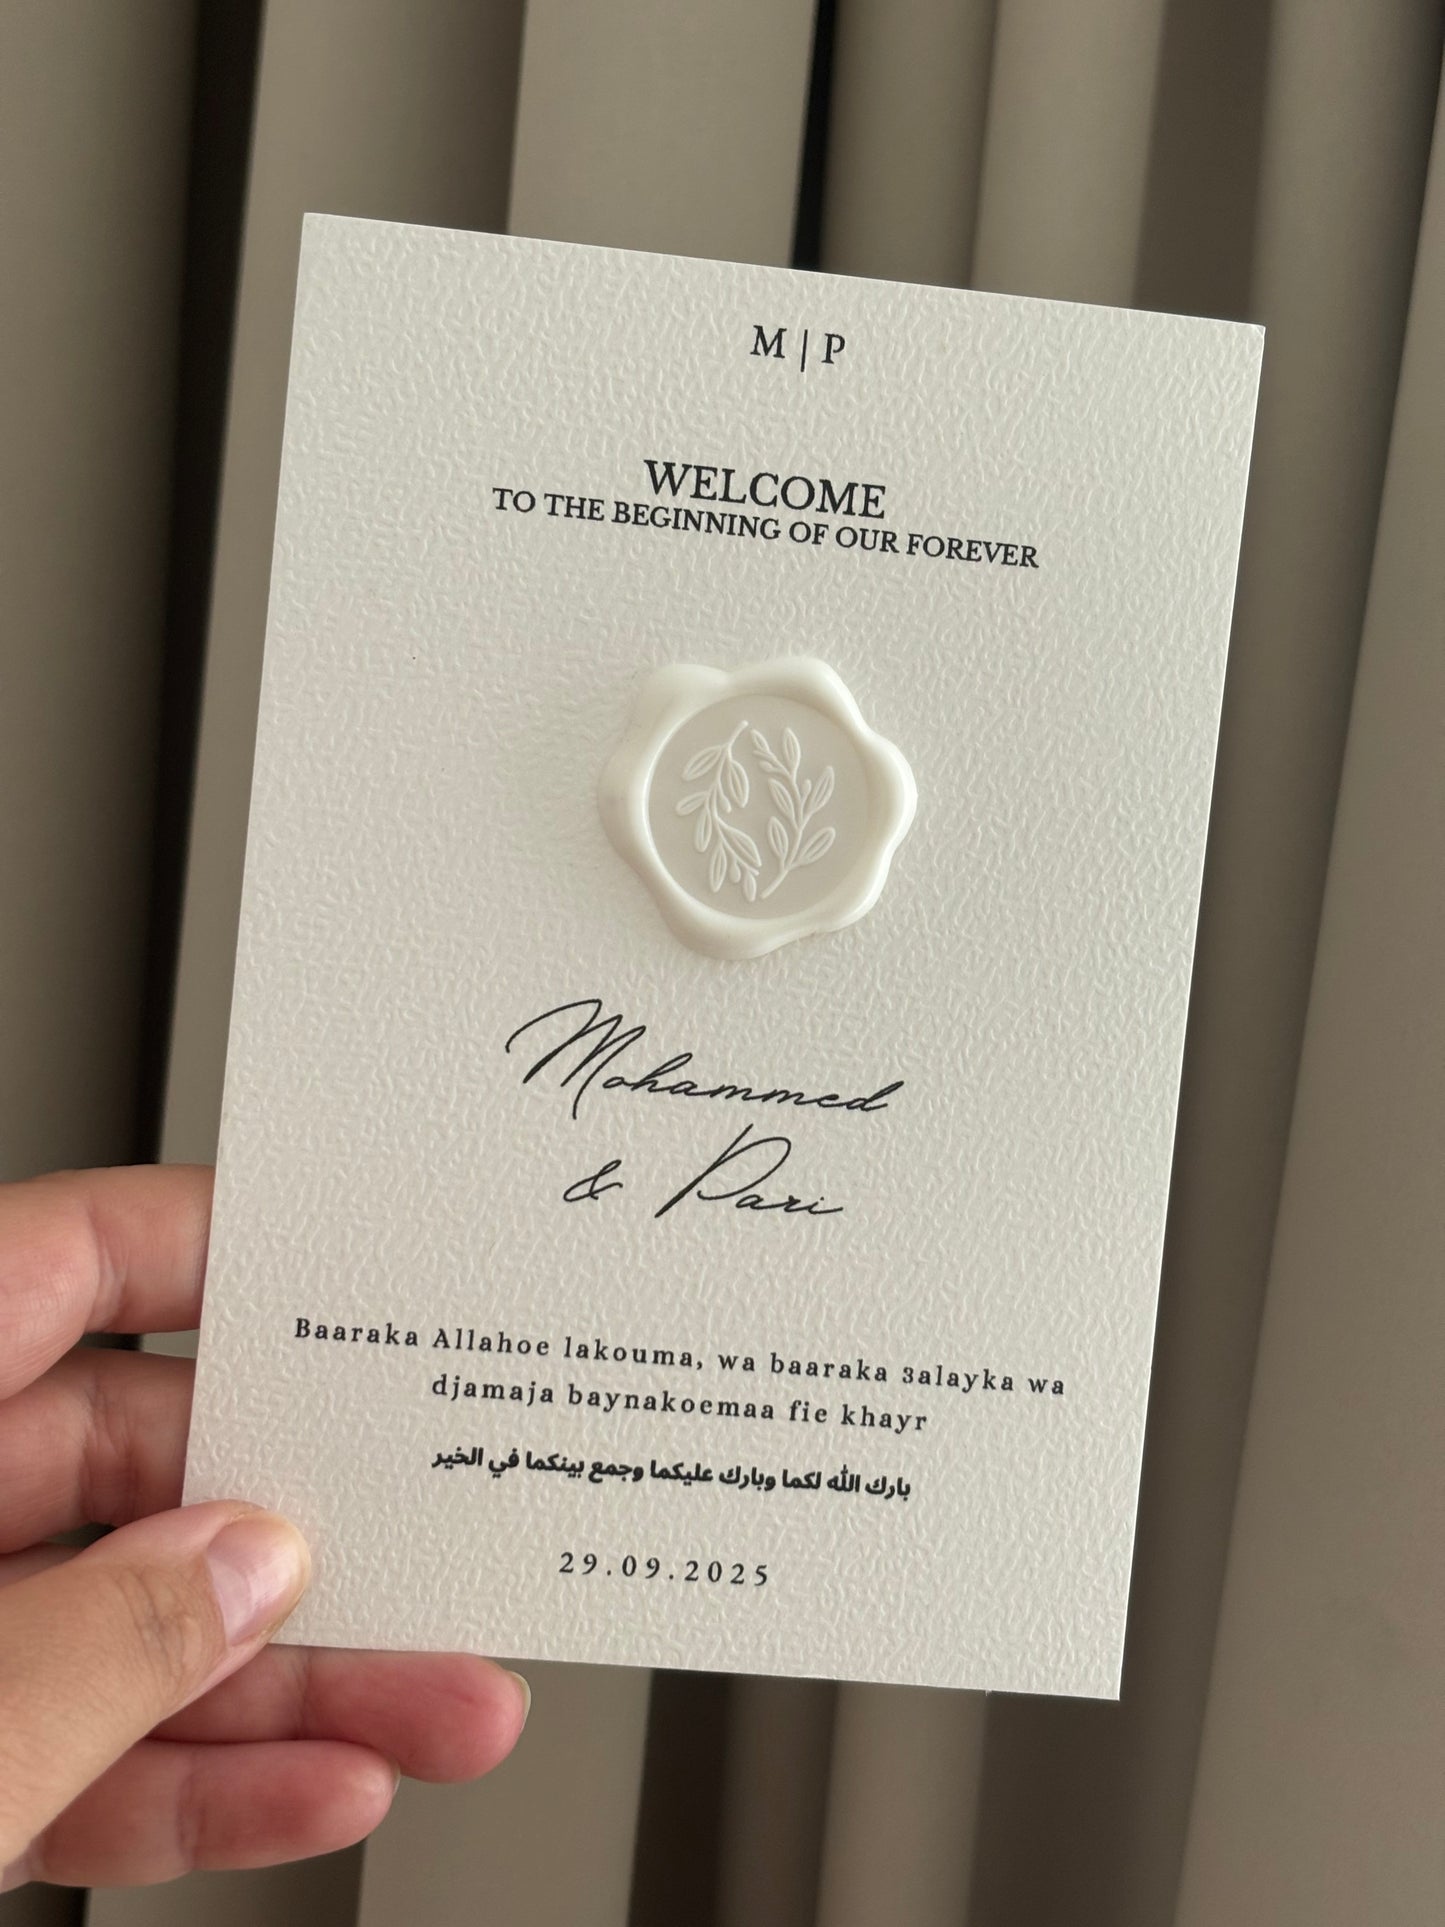 M | P
WELCOME
TO THE BEGINNING OF OUR FOREVER
Mohammed
& Pari
Baaraka Allahoe lakouma, wa baaraka 3alayka wa
djamaja baynakoemaa fie khayr
بارك الله لكما وبارك عليكما وجمع بينكما في الخير
29.09.2025